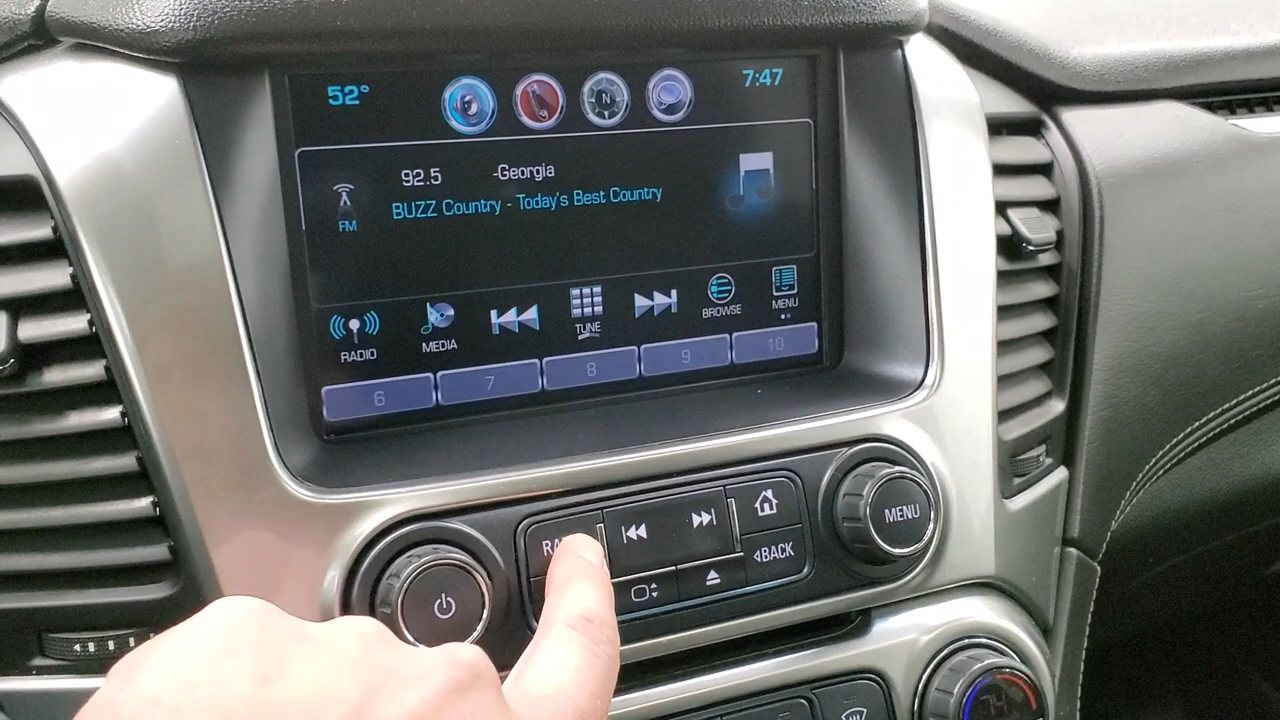 52°
7:47
N
92.5 -Georgia
FM
BUZZ Country - Today's Best Country
RADIO
MEDIA
TUNE
BROWSE
MENU
6
7
8
9
10
MENU
BACK
74